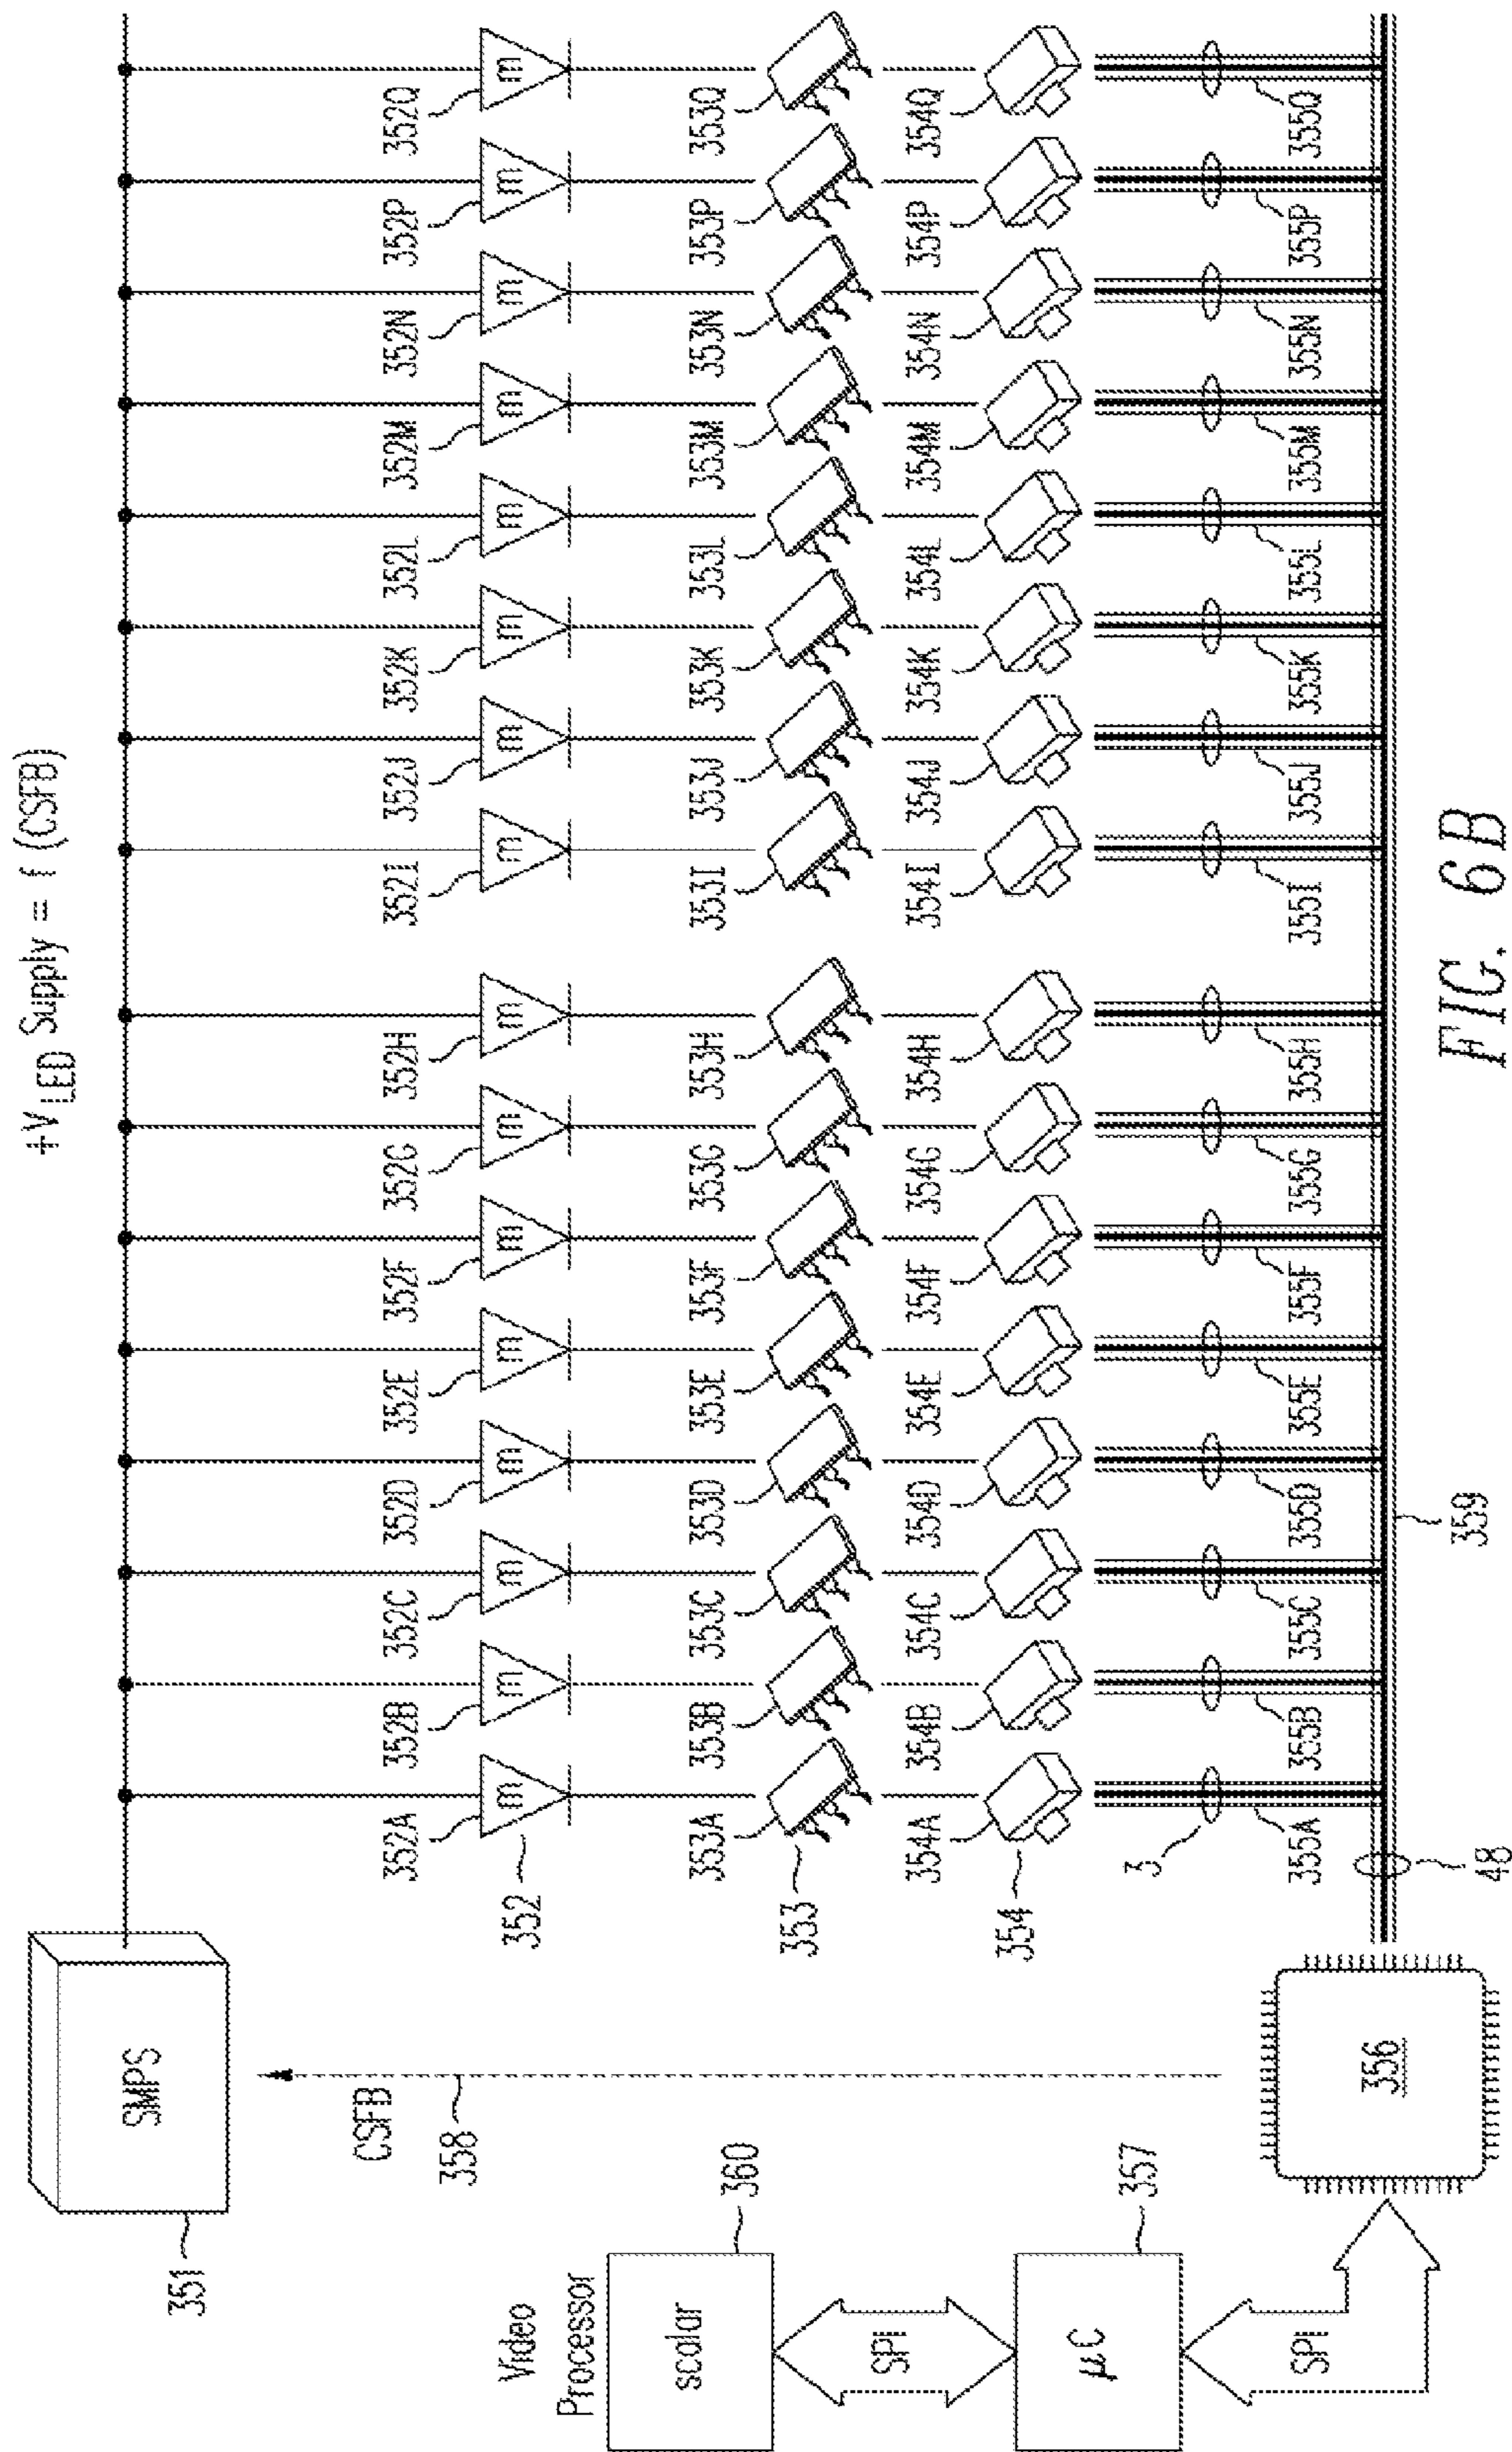 +V LED Supply = f (CSFB)
SMPS
351
CSFB
358
352A 352B 352C 352D 352E 352F 352G 352H 352I 352J 352K 352L 352M 352N 352P 352Q
m m m m m m m m m m m m m m m m
352
Video
Processor
scalar
360
353A 353B 353C 353D 353E 353F 353G 353H 353I 353J 353K 353L 353M 353N 353P 353Q
353
SPI
354A 354B 354C 354D 354E 354F 354G 354H 354I 354J 354K 354L 354M 354N 354P 354Q
354
μC
357
3
SPI
355A 355B 355C 355D 355E 355F 355G 355H 355I 355J 355K 355L 355M 355N 355P 355Q
356
48
359
FIG. 6B